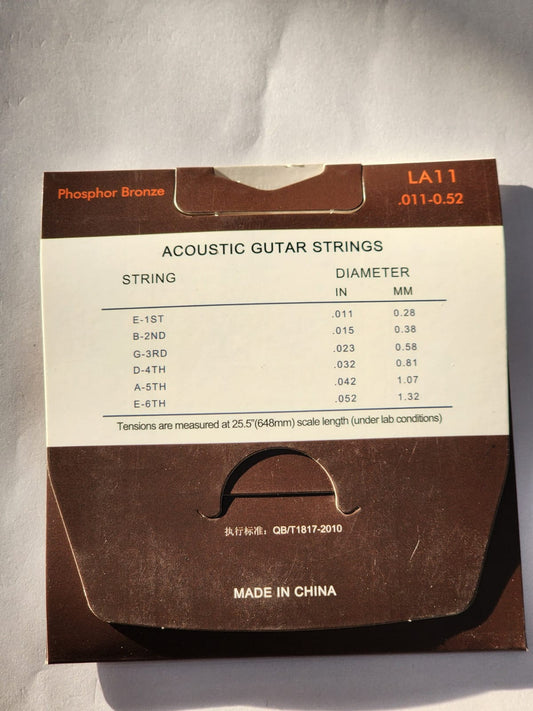 Phosphor Bronze
LA11
.011-0.52
ACOUSTIC GUTAR STRINGS
STRING DIAMETER
IN MM
E-1ST .011 0.28
B-2ND .015 0.38
G-3RD .023 0.58
D-4TH .032 0.81
A-5TH .042 1.07
E-6TH .052 1.32
Tensions are measured at 25.5"(648mm) scale length (under lab conditions)
执行标准：QB/T1817-2010
MADE IN CHINA